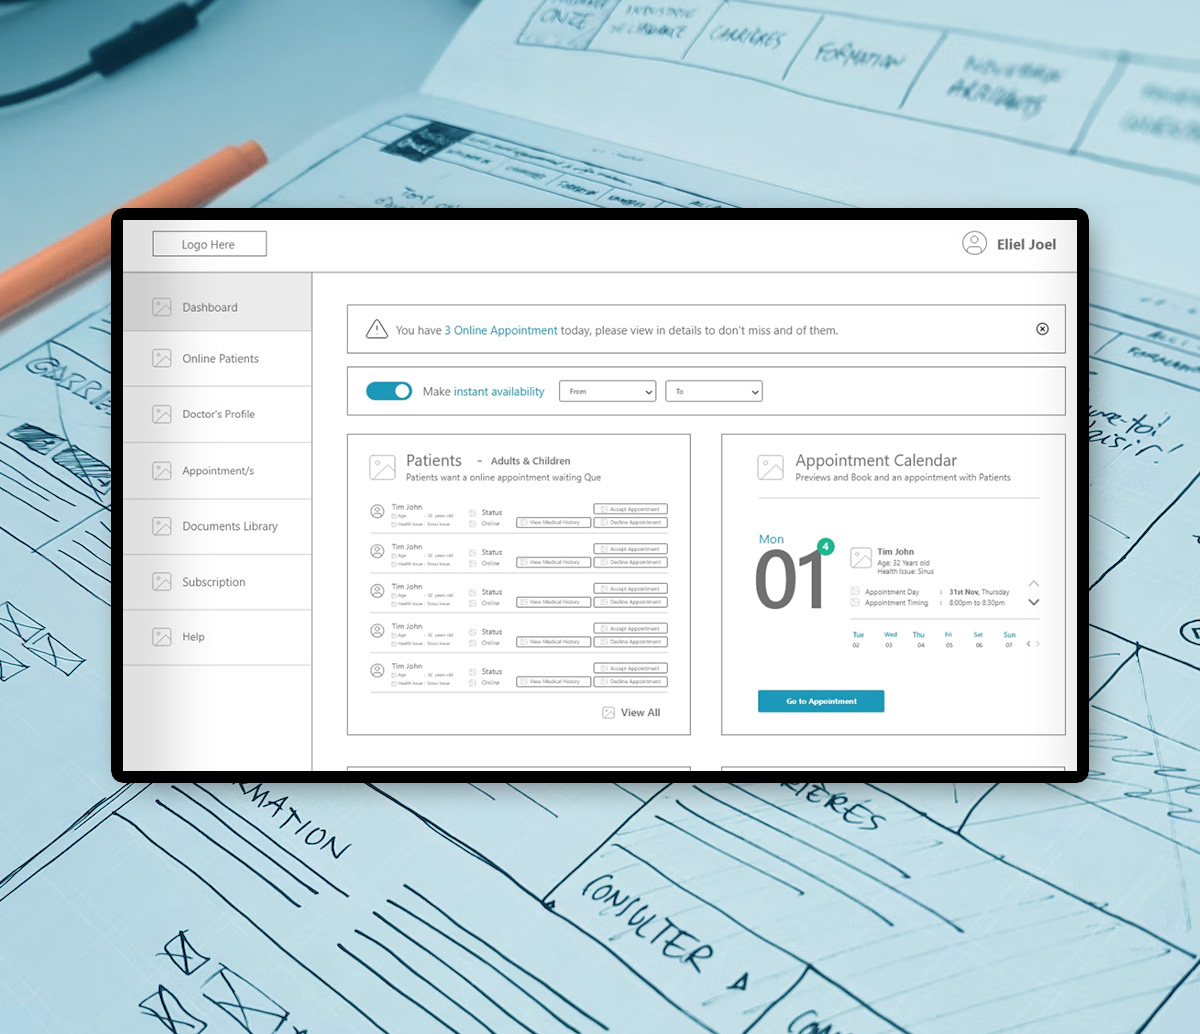 INDUSTRIE
CARRIÈRES
FORMATION
NOUVEAUX
ARRIVANTS
Logo Here
Eliel Joel
Dashboard
Online Patients
Doctor's Profile
Appointment/s
Documents Library
Subscription
Help
You have 3 Online Appointment today, please view in details to don't miss and of them.
Make instant availability
From
To
Patients - Adults & Children
Patients want a online appointment waiting Que
Tim John
Age : 32 years old
Health Issue : Sinus Issue
Status
Online
View Medical History
Accept Appointment
Decline Appointment
Tim John
Age : 32 years old
Health Issue : Sinus Issue
Status
Online
View Medical History
Accept Appointment
Decline Appointment
Tim John
Age : 32 years old
Health Issue : Sinus Issue
Status
Online
View Medical History
Accept Appointment
Decline Appointment
Tim John
Age : 32 years old
Health Issue : Sinus Issue
Status
Online
View Medical History
Accept Appointment
Decline Appointment
Tim John
Age : 32 years old
Health Issue : Sinus Issue
Status
Online
View Medical History
Accept Appointment
Decline Appointment
View All
Appointment Calendar
Previews and Book and an appointment with Patients
Mon
01
4
Tim John
Age: 32 Years old
Health Issue: Sinus
Appointment Day : 31st Nov, Thursday
Appointment Timing : 8:00pm to 8:30pm
Tue Wed Thu Fri Sat Sun
02 03 04 05 06 07
Go to Appointment
RMATION
RIÈRES
CONSULTER A